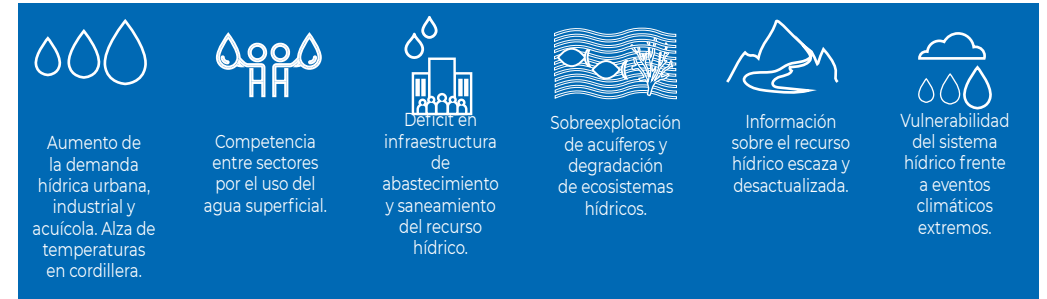 Aumento de
la demanda
hídrica urbana,
industrial y
acuícola. Alza de
temperaturas
en cordillera.
Competencia
entre sectores
por el uso del
agua superficial.
Déficit en
infraestructura
de
abastecimiento
y saneamiento
del recurso
hídrico.
Sobreexplotación
de acuíferos y
degradación
de ecosistemas
hídricos.
Información
sobre el recurso
hídrico escaza y
desactualizada.
Vulnerabilidad
del sistema
hídrico frente
a eventos
climáticos
extremos.